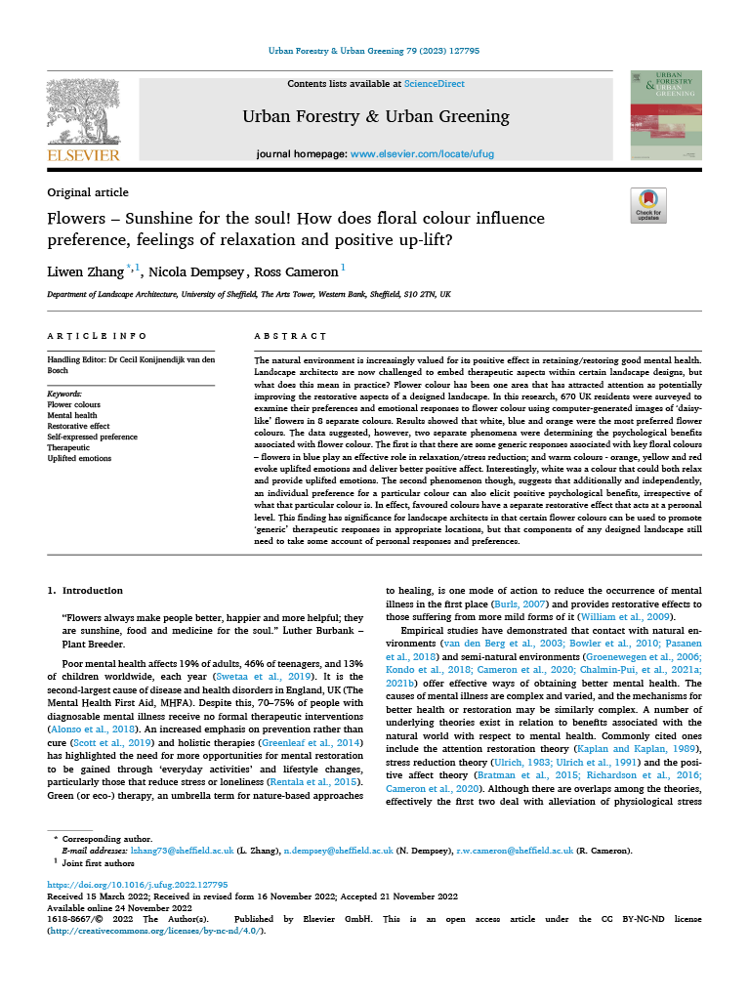 Urban Forestry & Urban Greening 79 (2023) 127795
Contents lists available at ScienceDirect
Urban Forestry & Urban Greening
journal homepage: www.elsevier.com/locate/ufug
ELSEVIER
URBAN
FORESTRY
& URBAN
GREENING
Original article
Check for
updates
Flowers – Sunshine for the soul! How does floral colour influence
preference, feelings of relaxation and positive up-lift?
Liwen Zhang *,1, Nicola Dempsey, Ross Cameron 1
Department of Landscape Architecture, University of Sheffield, The Arts Tower, Western Bank, Sheffield, S10 2TN, UK
ARTICLE INFO
Handling Editor: Dr Cecil Konijnendijk van den
Bosch
Keywords:
Flower colours
Mental health
Restorative effect
Self-expressed preference
Therapeutic
Uplifted emotions
ABSTRACT
The natural environment is increasingly valued for its positive effect in retaining/restoring good mental health.
Landscape architects are now challenged to embed therapeutic aspects within certain landscape designs, but
what does this mean in practice? Flower colour has been one area that has attracted attention as potentially
improving the restorative aspects of a designed landscape. In this research, 670 UK residents were surveyed to
examine their preferences and emotional responses to flower colour using computer-generated images of ‘daisy-
like’ flowers in 8 separate colours. Results showed that white, blue and orange were the most preferred flower
colours. The data suggested, however, two separate phenomena were determining the psychological benefits
associated with flower colour. The first is that there are some generic responses associated with key floral colours
– flowers in blue play an effective role in relaxation/stress reduction; and warm colours - orange, yellow and red
evoke uplifted emotions and deliver better positive affect. Interestingly, white was a colour that could both relax
and provide uplifted emotions. The second phenomenon though, suggests that additionally and independently,
an individual preference for a particular colour can also elicit positive psychological benefits, irrespective of
what that particular colour is. In effect, favoured colours have a separate restorative effect that acts at a personal
level. This finding has significance for landscape architects in that certain flower colours can be used to promote
‘generic’ therapeutic responses in appropriate locations, but that components of any designed landscape still
need to take some account of personal responses and preferences.
1. Introduction
“Flowers always make people better, happier and more helpful; they
are sunshine, food and medicine for the soul.” Luther Burbank –
Plant Breeder.
Poor mental health affects 19% of adults, 46% of teenagers, and 13%
of children worldwide, each year (Swetaa et al., 2019). It is the
second-largest cause of disease and health disorders in England, UK (The
Mental Health First Aid, MHFA). Despite this, 70–75% of people with
diagnosable mental illness receive no formal therapeutic interventions
(Alonso et al., 2018). An increased emphasis on prevention rather than
cure (Scott et al., 2019) and holistic therapies (Greenleaf et al., 2014)
has highlighted the need for more opportunities for mental restoration
to be gained through ‘everyday activities’ and lifestyle changes,
particularly those that reduce stress or loneliness (Rentala et al., 2015).
Green (or eco-) therapy, an umbrella term for nature-based approaches
to healing, is one mode of action to reduce the occurrence of mental
illness in the first place (Burls, 2007) and provides restorative effects to
those suffering from more mild forms of it (William et al., 2009).
Empirical studies have demonstrated that contact with natural en-
vironments (van den Berg et al., 2003; Bowler et al., 2010; Pasanen
et al., 2018) and semi-natural environments (Groenewegen et al., 2006;
Kondo et al., 2018; Cameron et al., 2020; Chalmin-Pui, et al., 2021a;
2021b) offer effective ways of obtaining better mental health. The
causes of mental illness are complex and varied, and the mechanisms for
better health or restoration may be similarly complex. A number of
underlying theories exist in relation to benefits associated with the
natural world with respect to mental health. Commonly cited ones
include the attention restoration theory (Kaplan and Kaplan, 1989),
stress reduction theory (Ulrich, 1983; Ulrich et al., 1991) and the posi-
tive affect theory (Bratman et al., 2015; Richardson et al., 2016;
Cameron et al., 2020). Although there are overlaps among the theories,
effectively the first two deal with alleviation of physiological stress
* Corresponding author.
E-mail addresses: lshang73@sheffield.ac.uk (L. Zhang), n.dempsey@sheffield.ac.uk (N. Dempsey), r.w.cameron@sheffield.ac.uk (R. Cameron).
1 Joint first authors
https://doi.org/10.1016/j.ufug.2022.127795
Received 15 March 2022; Received in revised form 16 November 2022; Accepted 21 November 2022
Available online 24 November 2022
1618-8667/© 2022 The Author(s). Published by Elsevier GmbH. This is an open access article under the CC BY-NC-ND license
(http://creativecommons.org/licenses/by-nc-nd/4.0/).